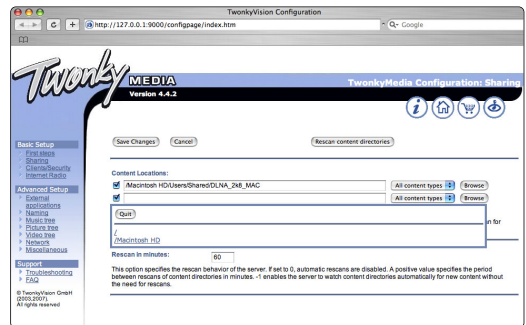 TwonkyVision Configuration
http://127.0.0.1:9000/configpage/index.htm
Google
Twonky
MEDIA
Version 4.4.2
TwonkyMedia Configuration: Sharing
Save Changes
Cancel
Rescan content directories
Basic Setup
First steps
Sharing
Clients/Security
Internet Radio
Advanced Setup
External applications
Naming
Music tree
Picture tree
Video tree
Network
Miscellaneous
Support
Troubleshooting
FAQ
© TwonkyVision GmbH
(2003,2007).
All rights reserved
Content Locations:
/Macintosh HD/Users/Shared/DLNA_2k8_MAC
All content types
Browse
All content types
Browse
Quit
/
/Macintosh HD
n for
Rescan in minutes:
60
This option specifies the rescan behavior of the server. If set to 0, automatic rescans are disabled. A positive value specifies the period
between rescans of content directories in minutes. -1 enables the server to watch content directories automatically for new content without
the need for rescans.